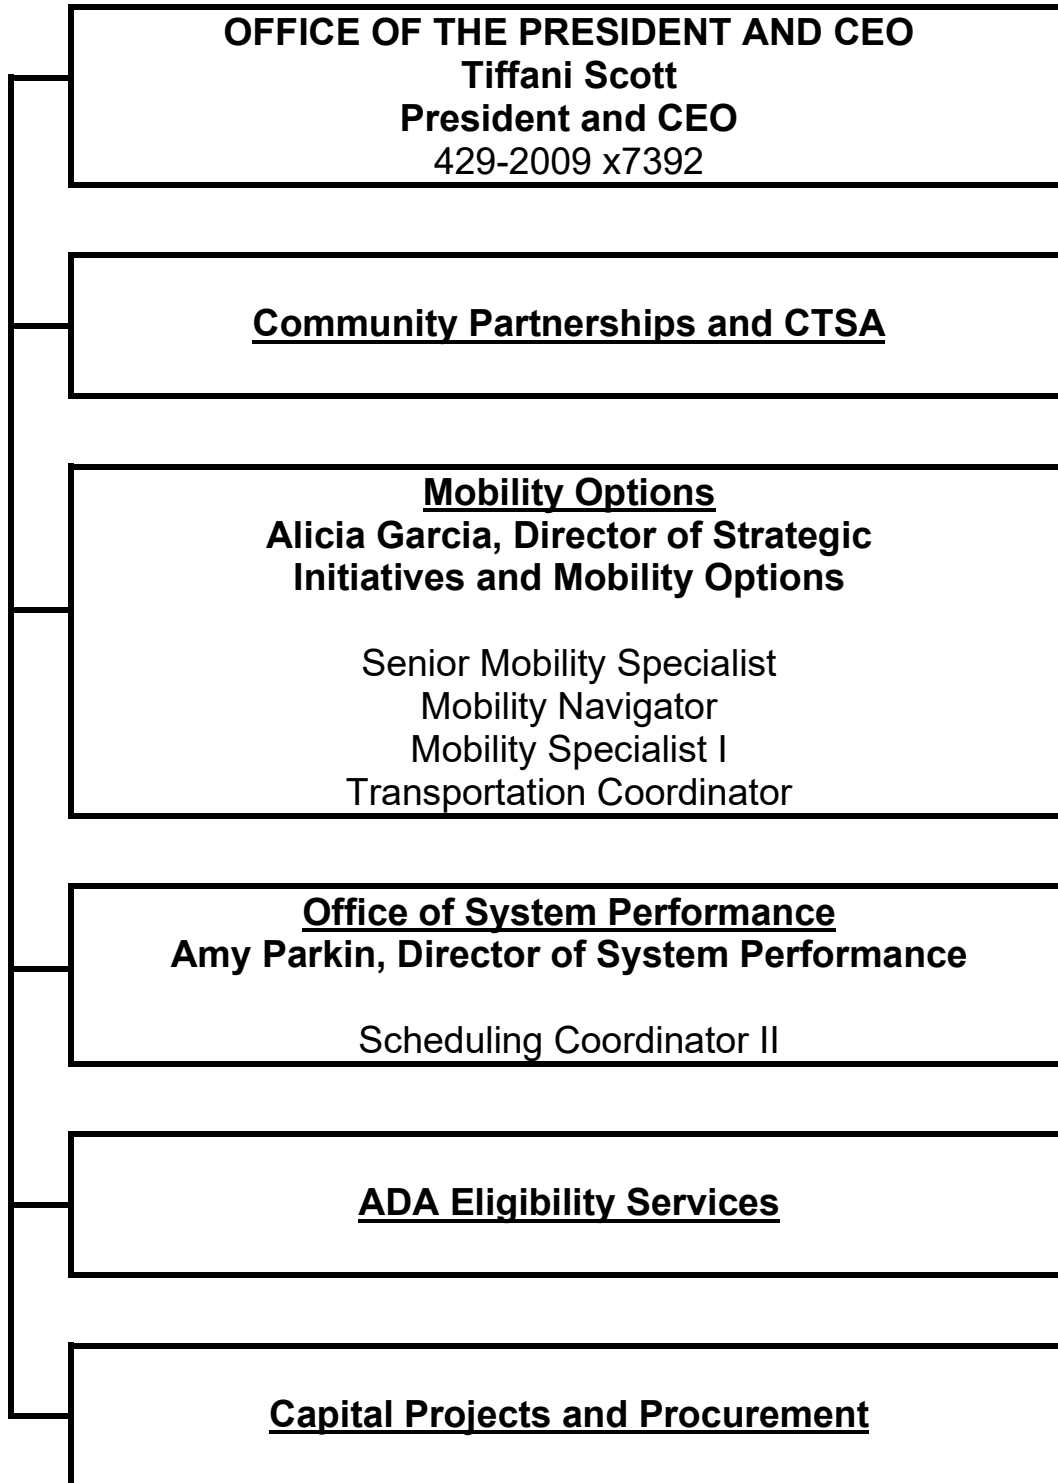 OFFICE OF THE PRESIDENT AND CEO
Tiffani Scott
President and CEO
429-2009 x7392
Community Partnerships and CTSA
Mobility Options
Alicia Garcia, Director of Strategic
Initiatives and Mobility Options
Senior Mobility Specialist
Mobility Navigator
Mobility Specialist I
Transportation Coordinator
Office of System Performance
Amy Parkin, Director of System Performance
Scheduling Coordinator II
ADA Eligibility Services
Capital Projects and Procurement